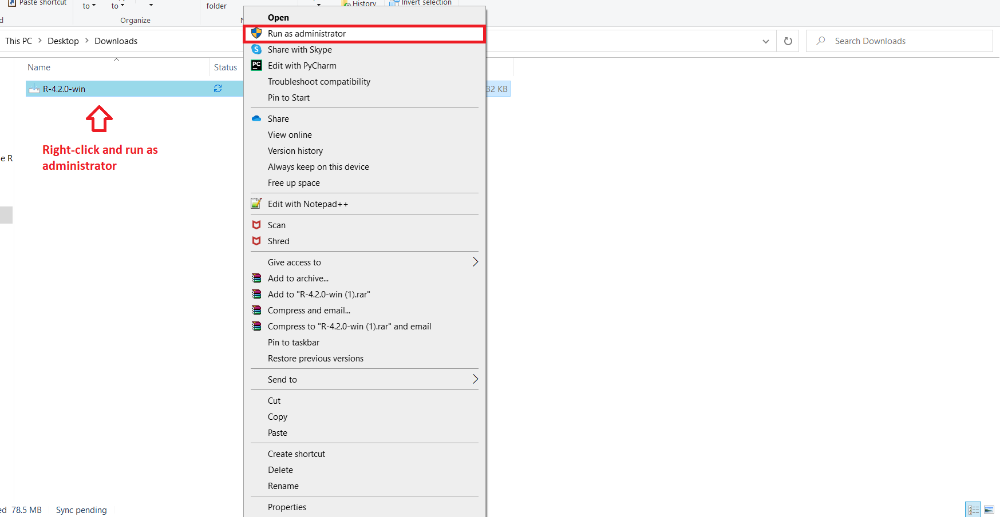 Paste shortcut
to
to
folder
History
Invert selection
Organize
This PC > Desktop > Downloads
Search Downloads
Name
Status
R-4.2.0-win
32 KB
Right-click and run as
administrator
e R
Open
Run as administrator
Share with Skype
PC Edit with PyCharm
Troubleshoot compatibility
Pin to Start
Share
View online
Version history
Always keep on this device
Free up space
Edit with Notepad++
Scan
Shred
Give access to
Add to archive...
Add to "R-4.2.0-win (1).rar"
Compress and email...
Compress to "R-4.2.0-win (1).rar" and email
Pin to taskbar
Restore previous versions
Send to
Cut
Copy
Paste
Create shortcut
Delete
Rename
Properties
ed 78.5 MB Sync pending